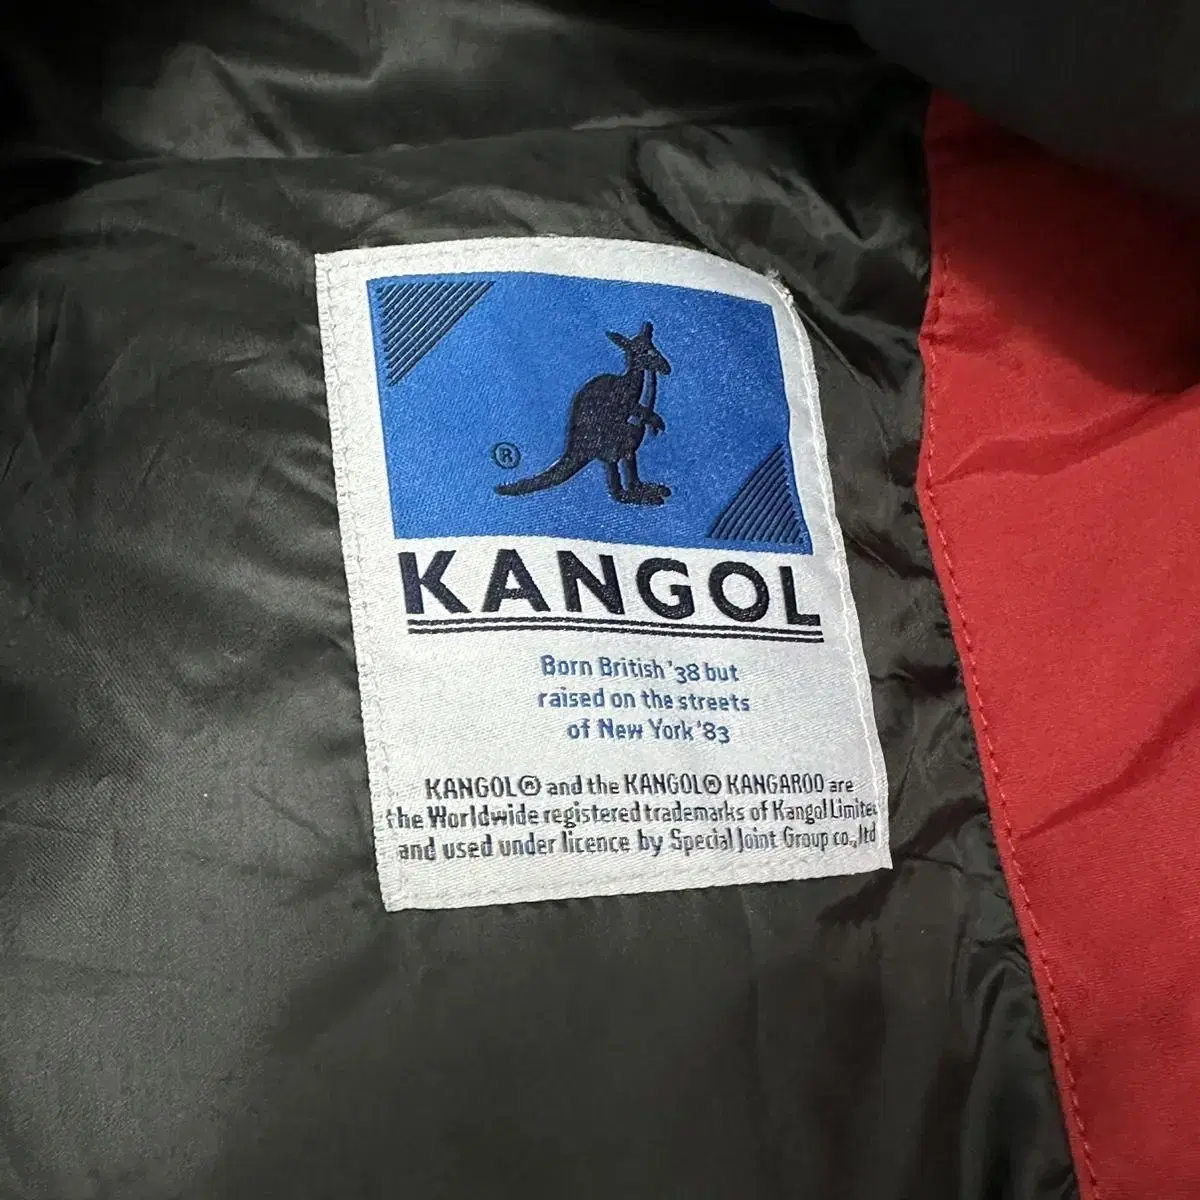 ®
KANGOL
Born British '38 but
raised on the streets
of New York '83
KANGOL® and the KANGOL® KANGAROO are
the Worldwide registered trademarks of Kangol Limited
and used under licence by Special Joint Group co., ltd